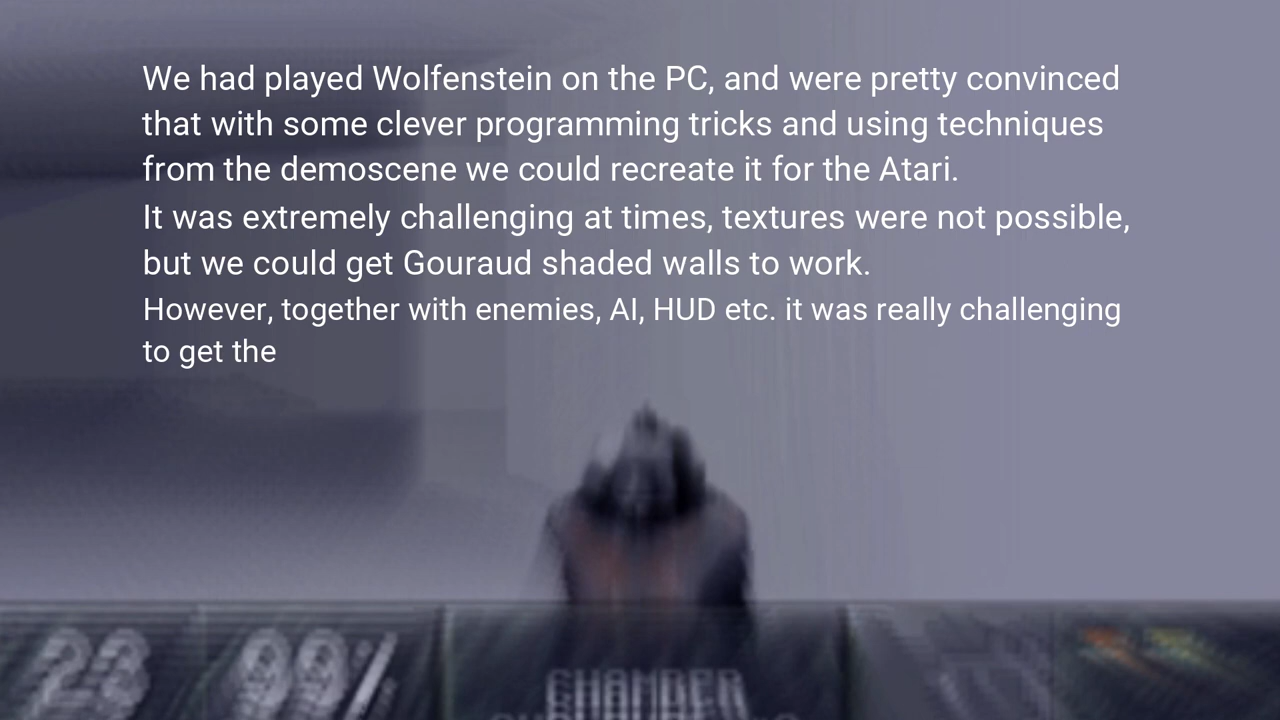 We had played Wolfenstein on the PC, and were pretty convinced
that with some clever programming tricks and using techniques
from the demoscene we could recreate it for the Atari.
It was extremely challenging at times, textures were not possible,
but we could get Gouraud shaded walls to work.
However, together with enemies, AI, HUD etc. it was really challenging
to get the
23 99%
CHAMBER